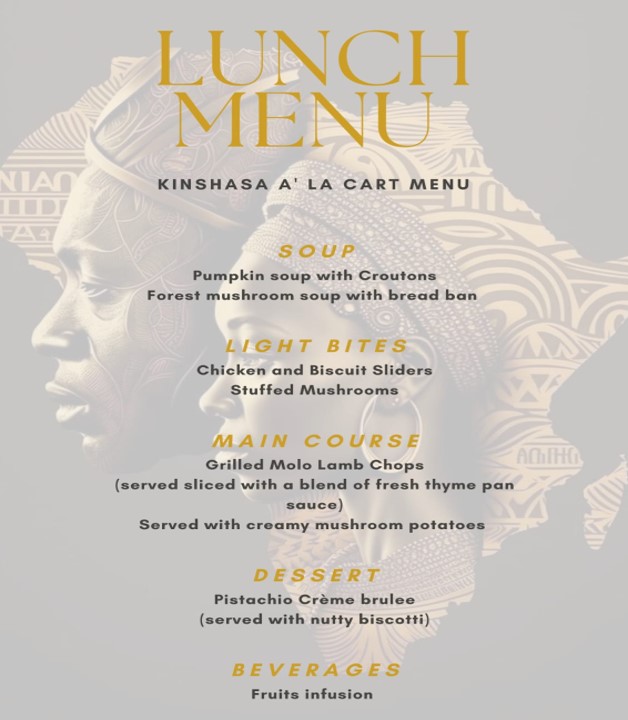 LUNCH
MENU
KINSHASA A' LA CART MENU
SOUP
Pumpkin soup with Croutons
Forest mushroom soup with bread ban
LIGHT BITES
Chicken and Biscuit Sliders
Stuffed Mushrooms
MAIN COURSE
Grilled Molo Lamb Chops
(served sliced with a blend of fresh thyme pan
sauce)
Served with creamy mushroom potatoes
DESSERT
Pistachio Crème brulee
(served with nutty biscotti)
BEVERAGES
Fruits infusion